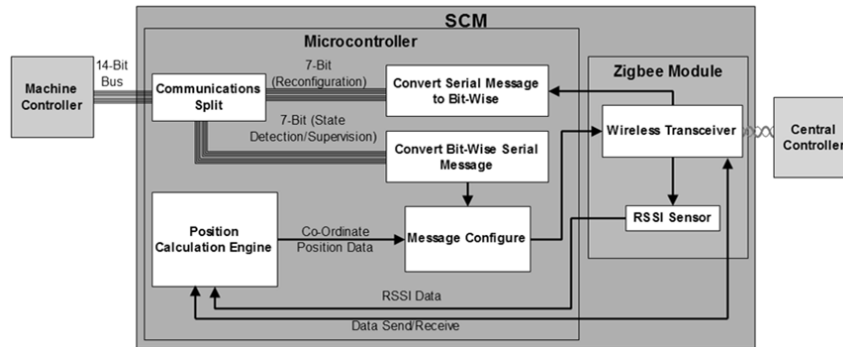 SCM
Microcontroller
14-Bit
Bus
7-Bit
(Reconfiguration)
Zigbee Module
Machine
Controller
Communications
Split
Convert Serial Message
to Bit-Wise
7-Bit (State
Detection/Supervision)
Wireless Transceiver
Central
Controller
Convert Bit-Wise Serial
Message
Position
Calculation Engine
Co-Ordinate
Position Data
Message Configure
RSSI Sensor
RSSI Data
Data Send/Receive